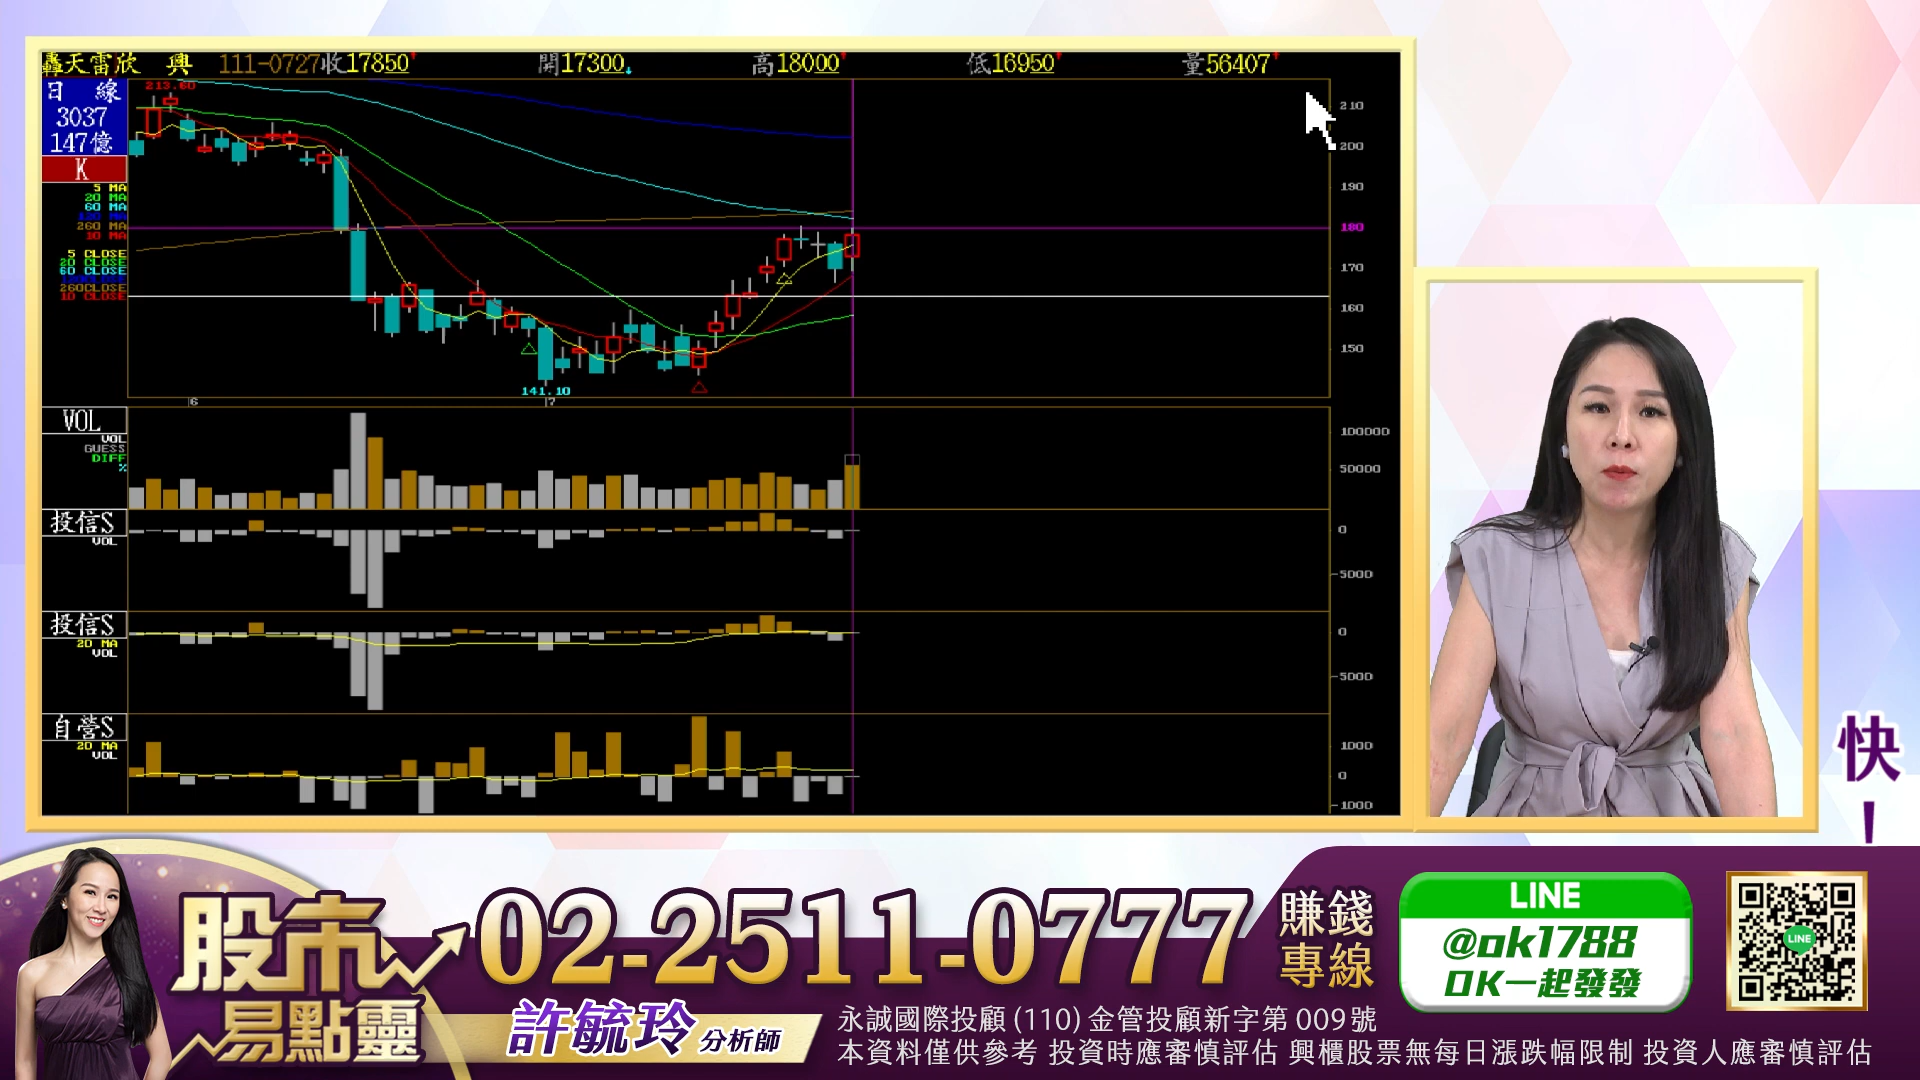 轟天雷欣 興 111-0727收17850 開17300 高18000 低16950 量56407
日 線
3037
147億
K
5 MA
20 MA
60 MA
120 MA
260 MA
10 MA
5 CLOSE
20 CLOSE
60 CLOSE
120CLOSE
260CLOSE
10 CLOSE
213.60
141.10
210
200
190
180
170
160
150
6
7
VOL
VOL
GUESS
DIFF
%
100000
50000
投信S
VOL
0
-5000
投信S
20 MA
VOL
0
-5000
自營S
20 MA
VOL
1000
0
-1000
快!
股市
易點靈
02-2511-0777
賺錢
專線
LINE
@ok1788
OK一起發發
LINE
許毓玲 分析師
永誠國際投顧 (110) 金管投顧新字第 009 號
本資料僅供參考 投資時應審慎評估 興櫃股票無每日漲跌幅限制 投資人應審慎評估